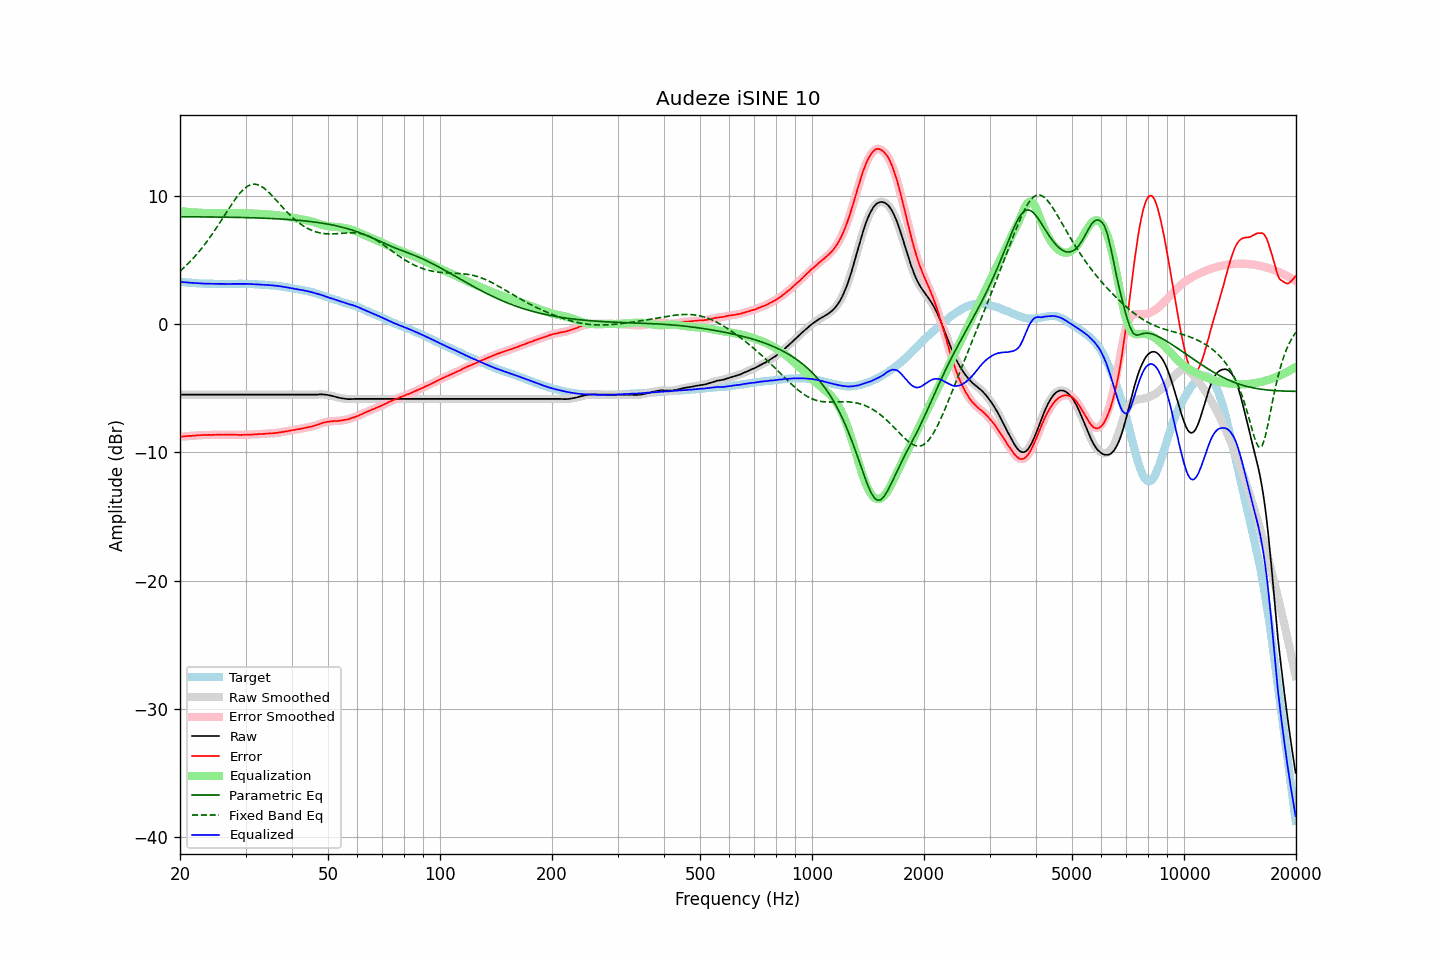 Audeze iSINE 10
Amplitude (dBr)
10
0
−10
−20
−30
−40
Target
Raw Smoothed
Error Smoothed
Raw
Error
Equalization
Parametric Eq
Fixed Band Eq
Equalized
20 50 100 200 500 1000 2000 5000 10000 20000
Frequency (Hz)